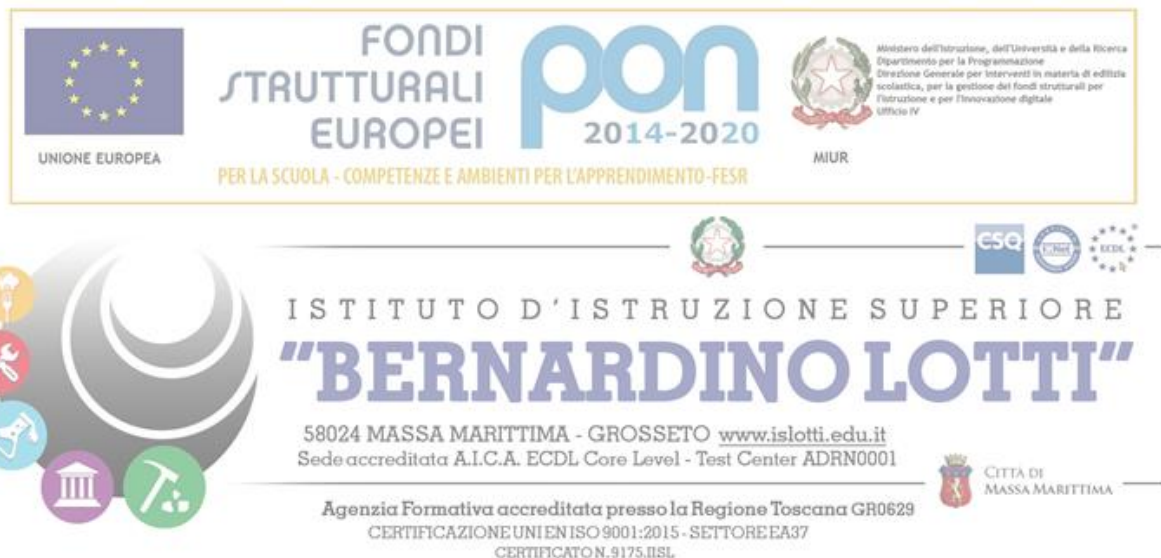 FONDI
STRUTTURALI
EUROPEI
pon
2014-2020
UNIONE EUROPEA
PER LA SCUOLA - COMPETENZE E AMBIENTI PER L'APPRENDIMENTO-FESR
Ministero dell'Istruzione, dell'Università e della Ricerca
Dipartimento per la Programmazione
Direzione Generale per interventi in materia di edilizia
scolastica, per la gestione dei fondi strutturali per
l'istruzione e per l'innovazione digitale
Ufficio IV
MIUR
CSQ
ECDL
ISTITUTO D'ISTRUZIONE SUPERIORE
"BERNARDINO LOTTI"
58024 MASSA MARITTIMA - GROSSETO www.islotti.edu.it
Sede accreditata A.I.C.A. ECDL Core Level - Test Center ADRN0001
CITTÀ DI
MASSA MARITTIMA
Agenzia Formativa accreditata presso la Regione Toscana GR0629
CERTIFICAZIONE UNI EN ISO 9001:2015 - SETTORE EA37
CERTIFICATO N. 9175.IISL